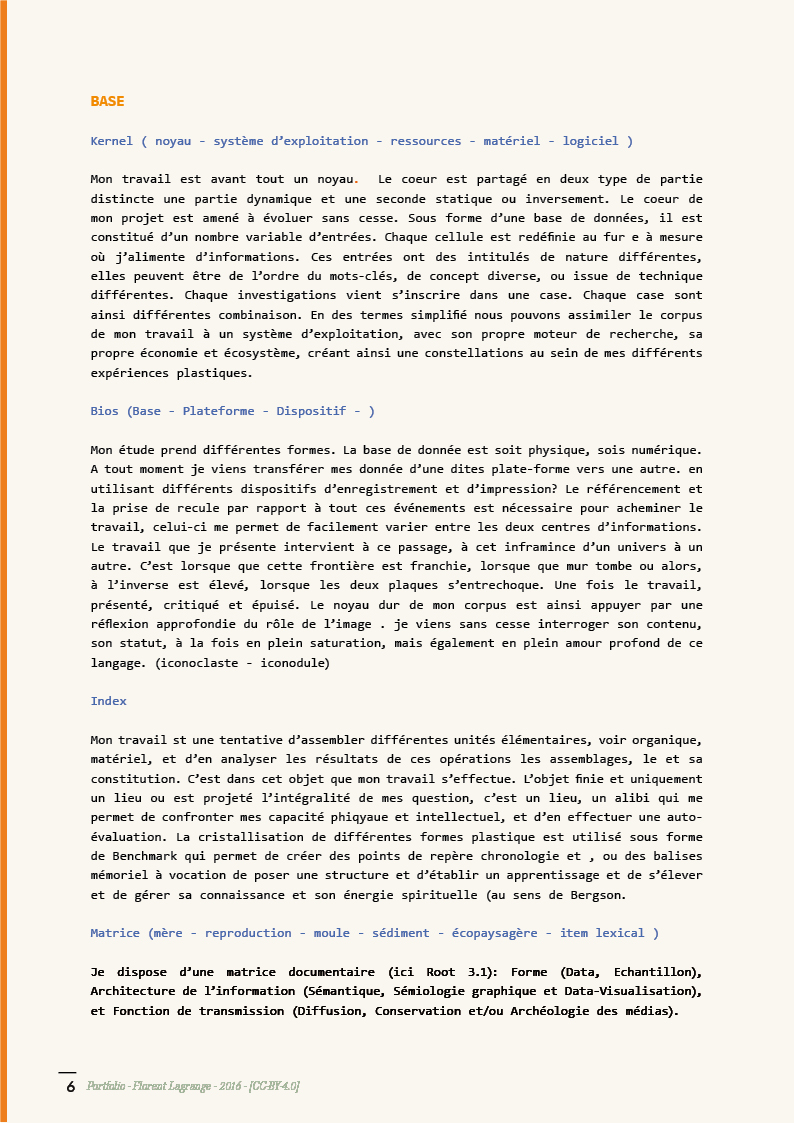 BASE
Kernel ( noyau - système d’exploitation - ressources - matériel - logiciel )
Mon travail est avant tout un noyau. Le coeur est partagé en deux type de partie
distincte une partie dynamique et une seconde statique ou inversement. Le coeur de
mon projet est amené à évoluer sans cesse. Sous forme d’une base de données, il est
constitué d’un nombre variable d’entrées. Chaque cellule est redéfinie au fur e à mesure
où j’alimente d’informations. Ces entrées ont des intitulés de nature différentes,
elles peuvent être de l’ordre du mots-clés, de concept diverse, ou issue de technique
différentes. Chaque investigations vient s’inscrire dans une case. Chaque case sont
ainsi différentes combinaison. En des termes simplifié nous pouvons assimiler le corpus
de mon travail à un système d’exploitation, avec son propre moteur de recherche, sa
propre économie et écosystème, créant ainsi une constellations au sein de mes différents
expériences plastiques.
Bios (Base - Plateforme - Dispositif - )
Mon étude prend différentes formes. La base de donnée est soit physique, sois numérique.
A tout moment je viens transférer mes donnée d’une dites plate-forme vers une autre. en
utilisant différents dispositifs d’enregistrement et d’impression? Le référencement et
la prise de recule par rapport à tout ces événements est nécessaire pour acheminer le
travail, celui-ci me permet de facilement varier entre les deux centres d’informations.
Le travail que je présente intervient à ce passage, à cet inframince d’un univers à un
autre. C’est lorsque que cette frontière est franchie, lorsque que mur tombe ou alors,
à l’inverse est élevé, lorsque les deux plaques s’entrechoque. Une fois le travail,
présenté, critiqué et épuisé. Le noyau dur de mon corpus est ainsi appuyer par une
réflexion approfondie du rôle de l’image . je viens sans cesse interroger son contenu,
son statut, à la fois en plein saturation, mais également en plein amour profond de ce
langage. (iconoclaste - iconodule)
Index
Mon travail st une tentative d’assembler différentes unités élémentaires, voir organique,
matériel, et d’en analyser les résultats de ces opérations les assemblages, le et sa
constitution. C’est dans cet objet que mon travail s’effectue. L’objet finie et uniquement
un lieu ou est projeté l’intégralité de mes question, c’est un lieu, un alibi qui me
permet de confronter mes capacité phiqyaue et intellectuel, et d’en effectuer une auto-
évaluation. La cristallisation de différentes formes plastique est utilisé sous forme
de Benchmark qui permet de créer des points de repère chronologie et , ou des balises
mémoriel à vocation de poser une structure et d’établir un apprentissage et de s’élever
et de gérer sa connaissance et son énergie spirituelle (au sens de Bergson.
Matrice (mère - reproduction - moule - sédiment - écopaysagère - item lexical )
Je dispose d’une matrice documentaire (ici Root 3.1): Forme (Data, Echantillon),
Architecture de l’information (Sémantique, Sémiologie graphique et Data-Visualisation),
et Fonction de transmission (Diffusion, Conservation et/ou Archéologie des médias).
6 Portfolio - Florent Lagrange - 2016 - [CC-BY-4.0]